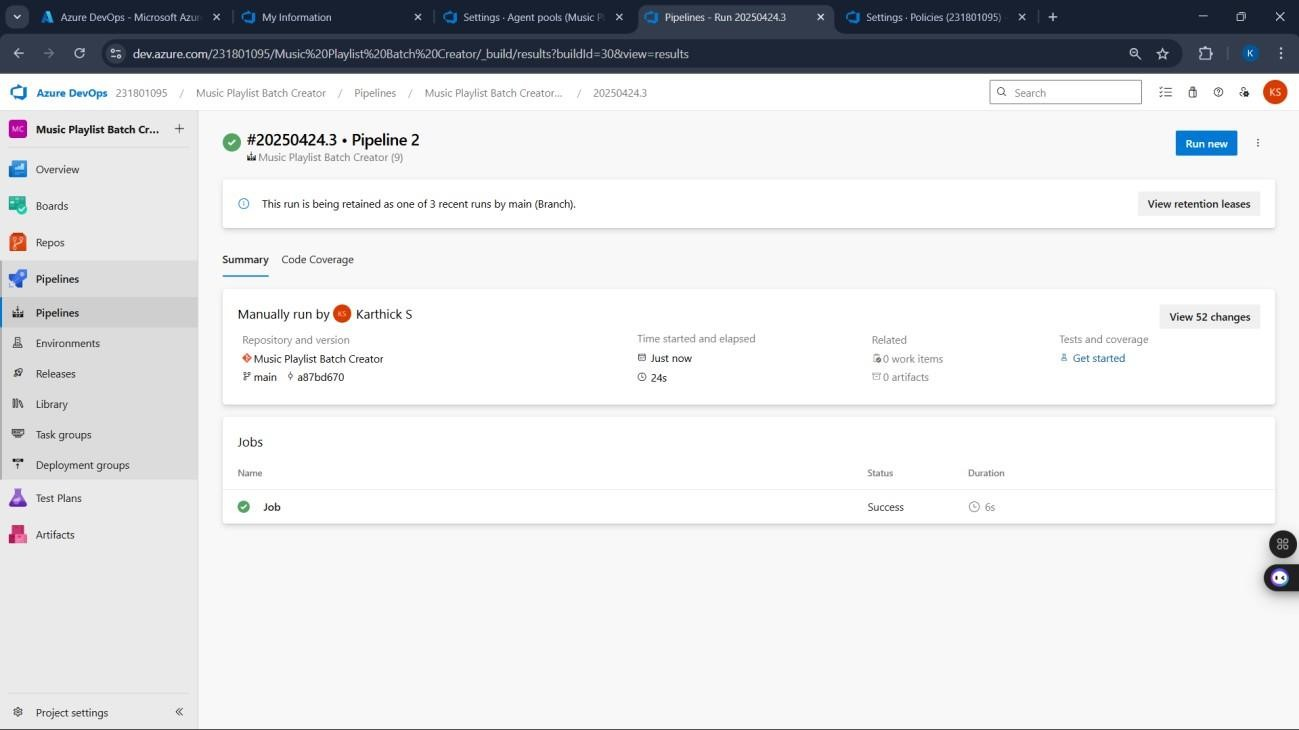 Azure DevOps - Microsoft Azur
My Information
Settings · Agent pools (Music P
Pipelines - Run 20250424.3
Settings · Policies (231801095)
dev.azure.com/231801095/Music%20Playlist%20Batch%20Creator/_build/results?buildId=30&view=results
K
Azure DevOps 231801095 / Music Playlist Batch Creator / Pipelines / Music Playlist Batch Creator... / 20250424.3
Search
KS
MC Music Playlist Batch Cr...
Overview
Boards
Repos
Pipelines
Pipelines
Environments
Releases
Library
Task groups
Deployment groups
Test Plans
Artifacts
Project settings
#20250424.3 • Pipeline 2
Music Playlist Batch Creator (9)
Run new
This run is being retained as one of 3 recent runs by main (Branch).
View retention leases
Summary Code Coverage
Manually run by KS Karthick S
View 52 changes
Repository and version
Music Playlist Batch Creator
main a87bd670
Time started and elapsed
Just now
24s
Related
0 work items
0 artifacts
Tests and coverage
Get started
Jobs
Name Status Duration
Job Success 6s